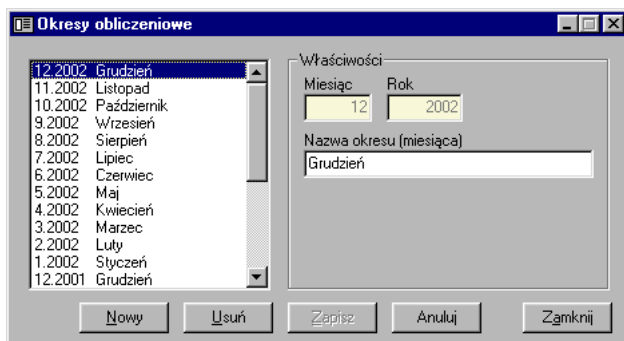 Okresy obliczeniowe
12.2002 Grudzień
11.2002 Listopad
10.2002 Październik
9.2002 Wrzesień
8.2002 Sierpień
7.2002 Lipiec
6.2002 Czerwiec
5.2002 Maj
4.2002 Kwiecień
3.2002 Marzec
2.2002 Luty
1.2002 Styczeń
12.2001 Grudzień
Właściwości
Miesiąc Rok
12 2002
Nazwa okresu (miesiąca)
Grudzień
Nowy Usuń Zapisz Anuluj Zamknij